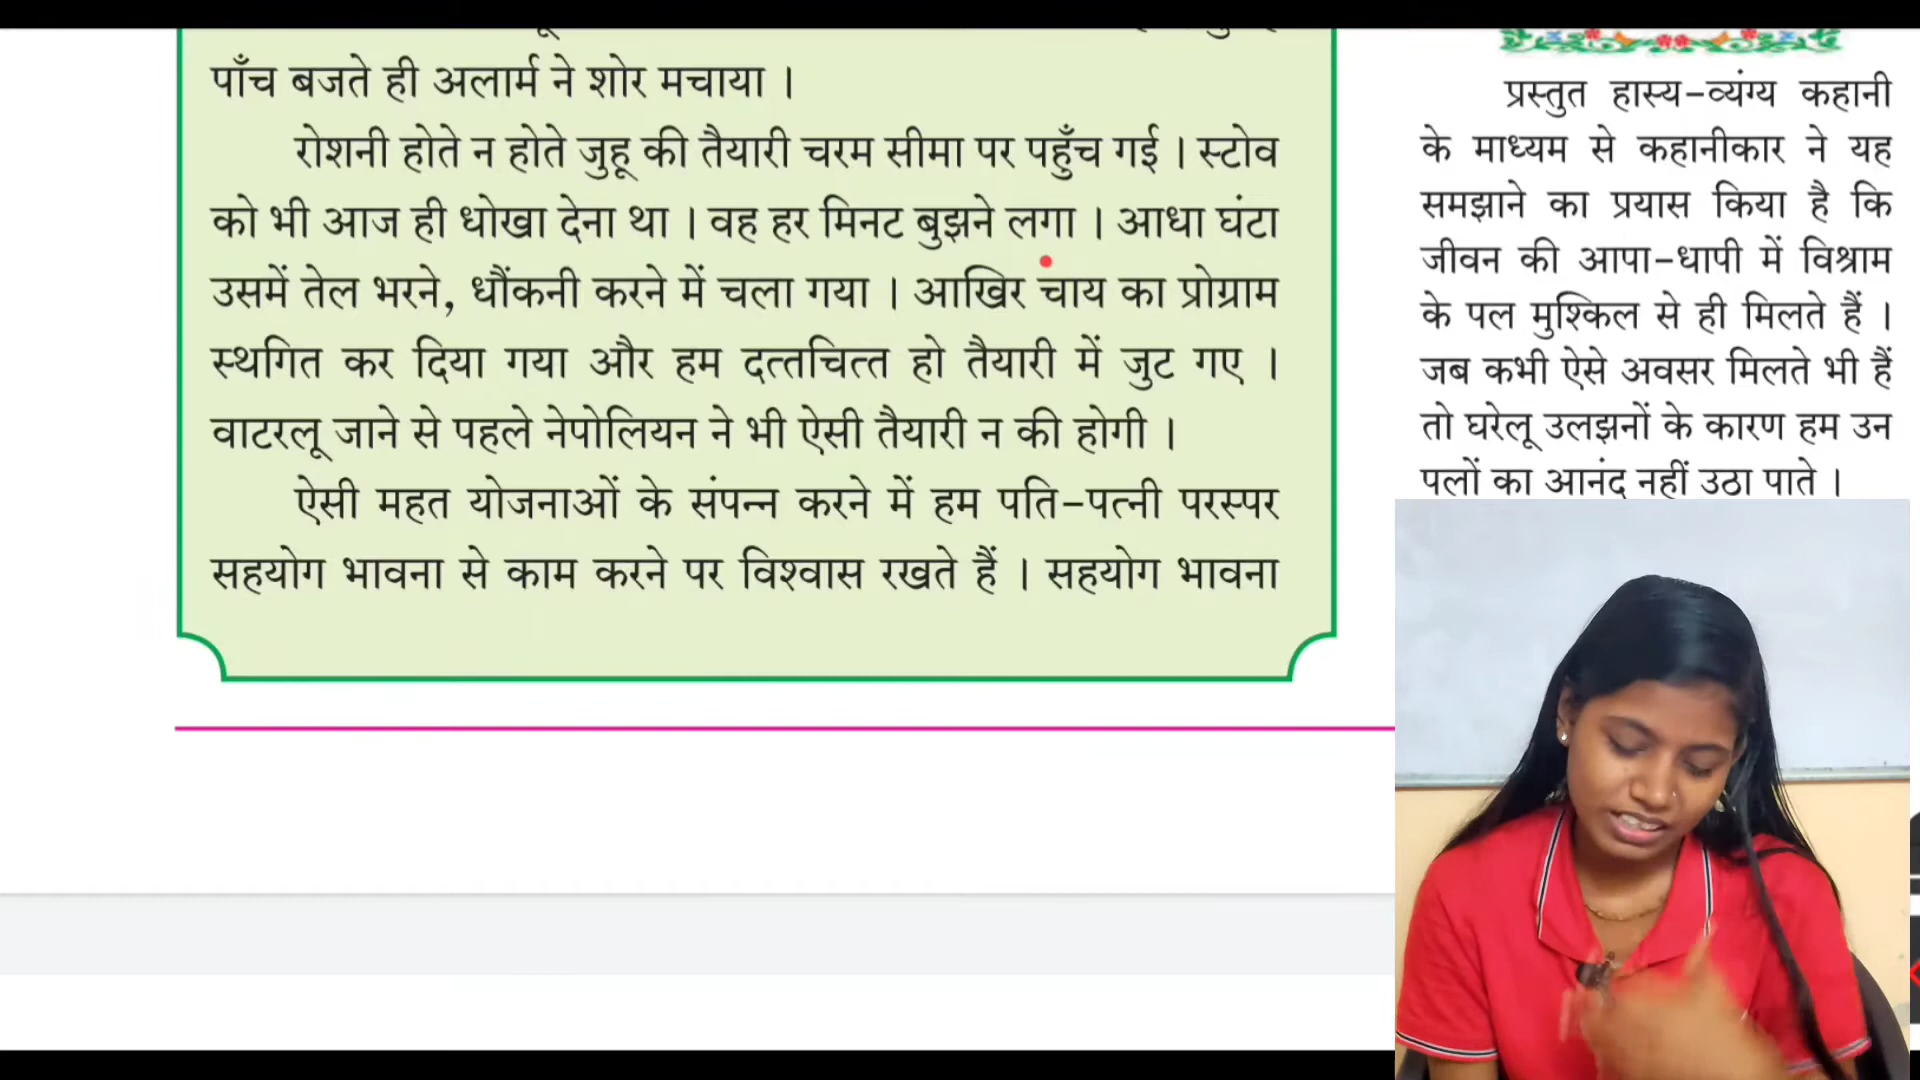 पाँच बजते ही अलार्म ने शोर मचाया ।
रोशनी होते न होते जुहू की तैयारी चरम सीमा पर पहुँच गई । स्टोव
को भी आज ही धोखा देना था । वह हर मिनट बुझने लगा । आधा घंटा
उसमें तेल भरने, धौंकनी करने में चला गया । आखिर चाय का प्रोग्राम
स्थगित कर दिया गया और हम दत्तचित्त हो तैयारी में जुट गए ।
वाटरलू जाने से पहले नेपोलियन ने भी ऐसी तैयारी न की होगी ।
ऐसी महत योजनाओं के संपन्न करने में हम पति-पत्नी परस्पर
सहयोग भावना से काम करने पर विश्वास रखते हैं । सहयोग भावना
प्रस्तुत हास्य-व्यंग्य कहानी
के माध्यम से कहानीकार ने यह
समझाने का प्रयास किया है कि
जीवन की आपा-धापी में विश्राम
के पल मुश्किल से ही मिलते हैं ।
जब कभी ऐसे अवसर मिलते भी हैं
तो घरेलू उलझनों के कारण हम उन
पलों का आनंद नहीं उठा पाते ।